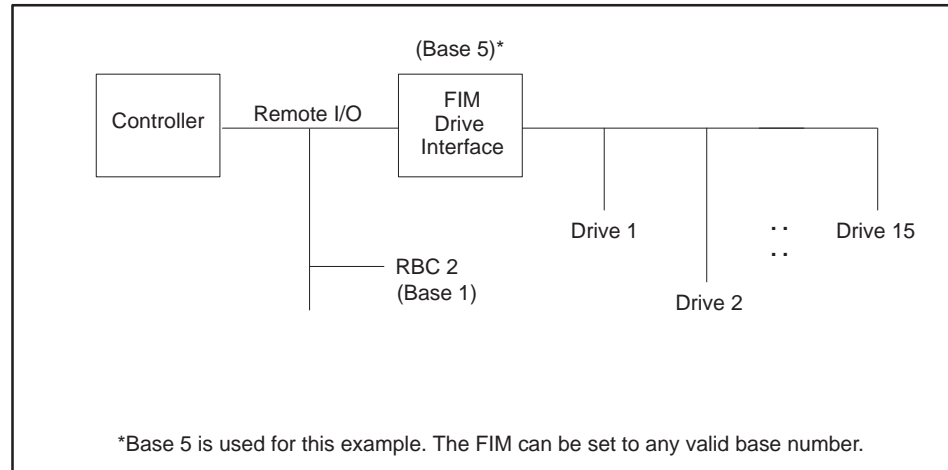 (Base 5)*
Controller
Remote I/O
FIM
Drive
Interface
Drive 1
. .
. .
Drive 15
RBC 2
(Base 1)
Drive 2
*Base 5 is used for this example. The FIM can be set to any valid base number.